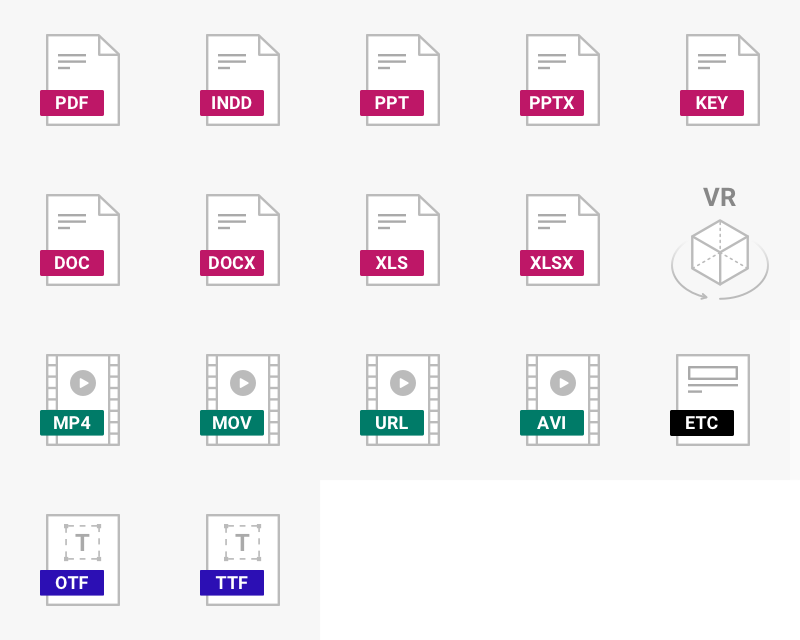 PDF
INDD
PPT
PPTX
KEY
DOC
DOCX
XLS
XLSX
VR
MP4
MOV
URL
AVI
ETC
T
OTF
T
TTF